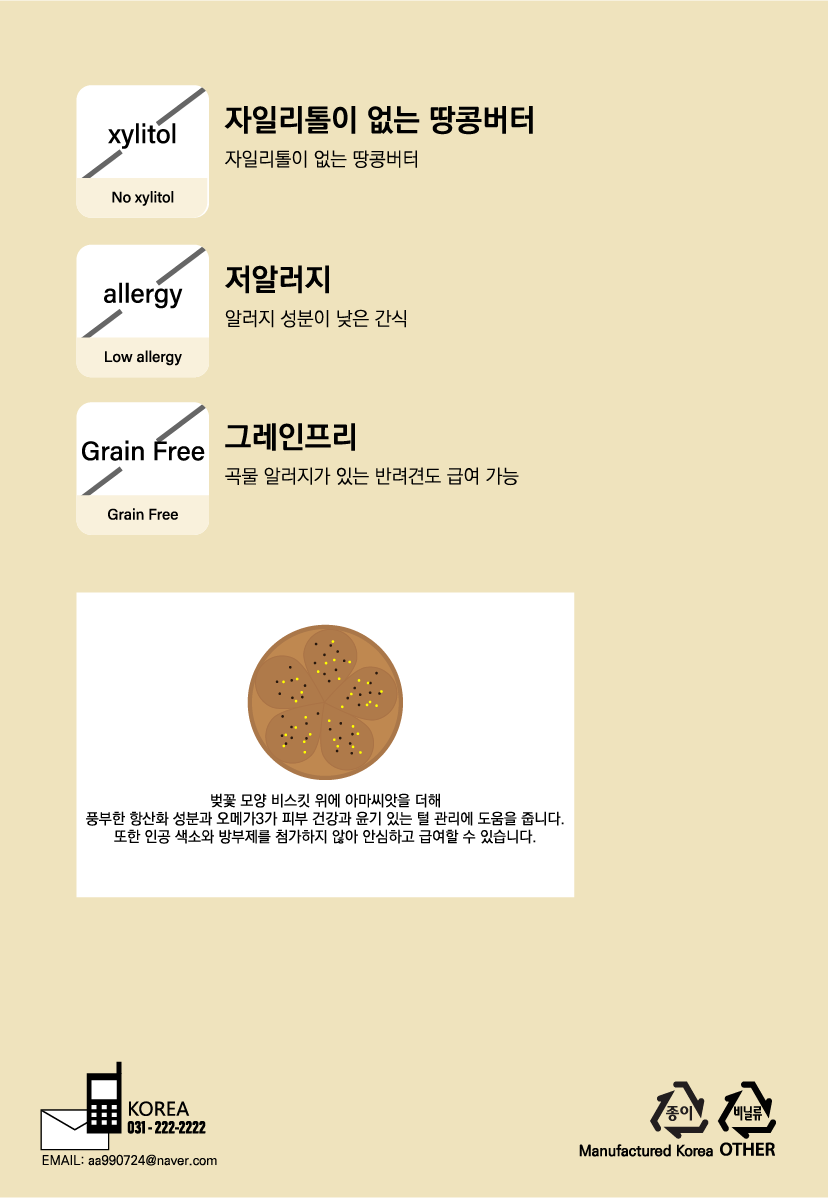 xylitol
No xylitol
자일리톨이 없는 땅콩버터
자일리톨이 없는 땅콩버터
allergy
Low allergy
저알러지
알러지 성분이 낮은 간식
Grain Free
Grain Free
그레인프리
곡물 알러지가 있는 반려견도 급여 가능
벚꽃 모양 비스킷 위에 아마씨앗을 더해
풍부한 항산화 성분과 오메가3가 피부 건강과 윤기 있는 털 관리에 도움을 줍니다.
또한 인공 색소와 방부제를 첨가하지 않아 안심하고 급여할 수 있습니다.
KOREA
031 - 222-2222
EMAIL: aa990724@naver.com
종이
비닐류
Manufactured Korea
OTHER